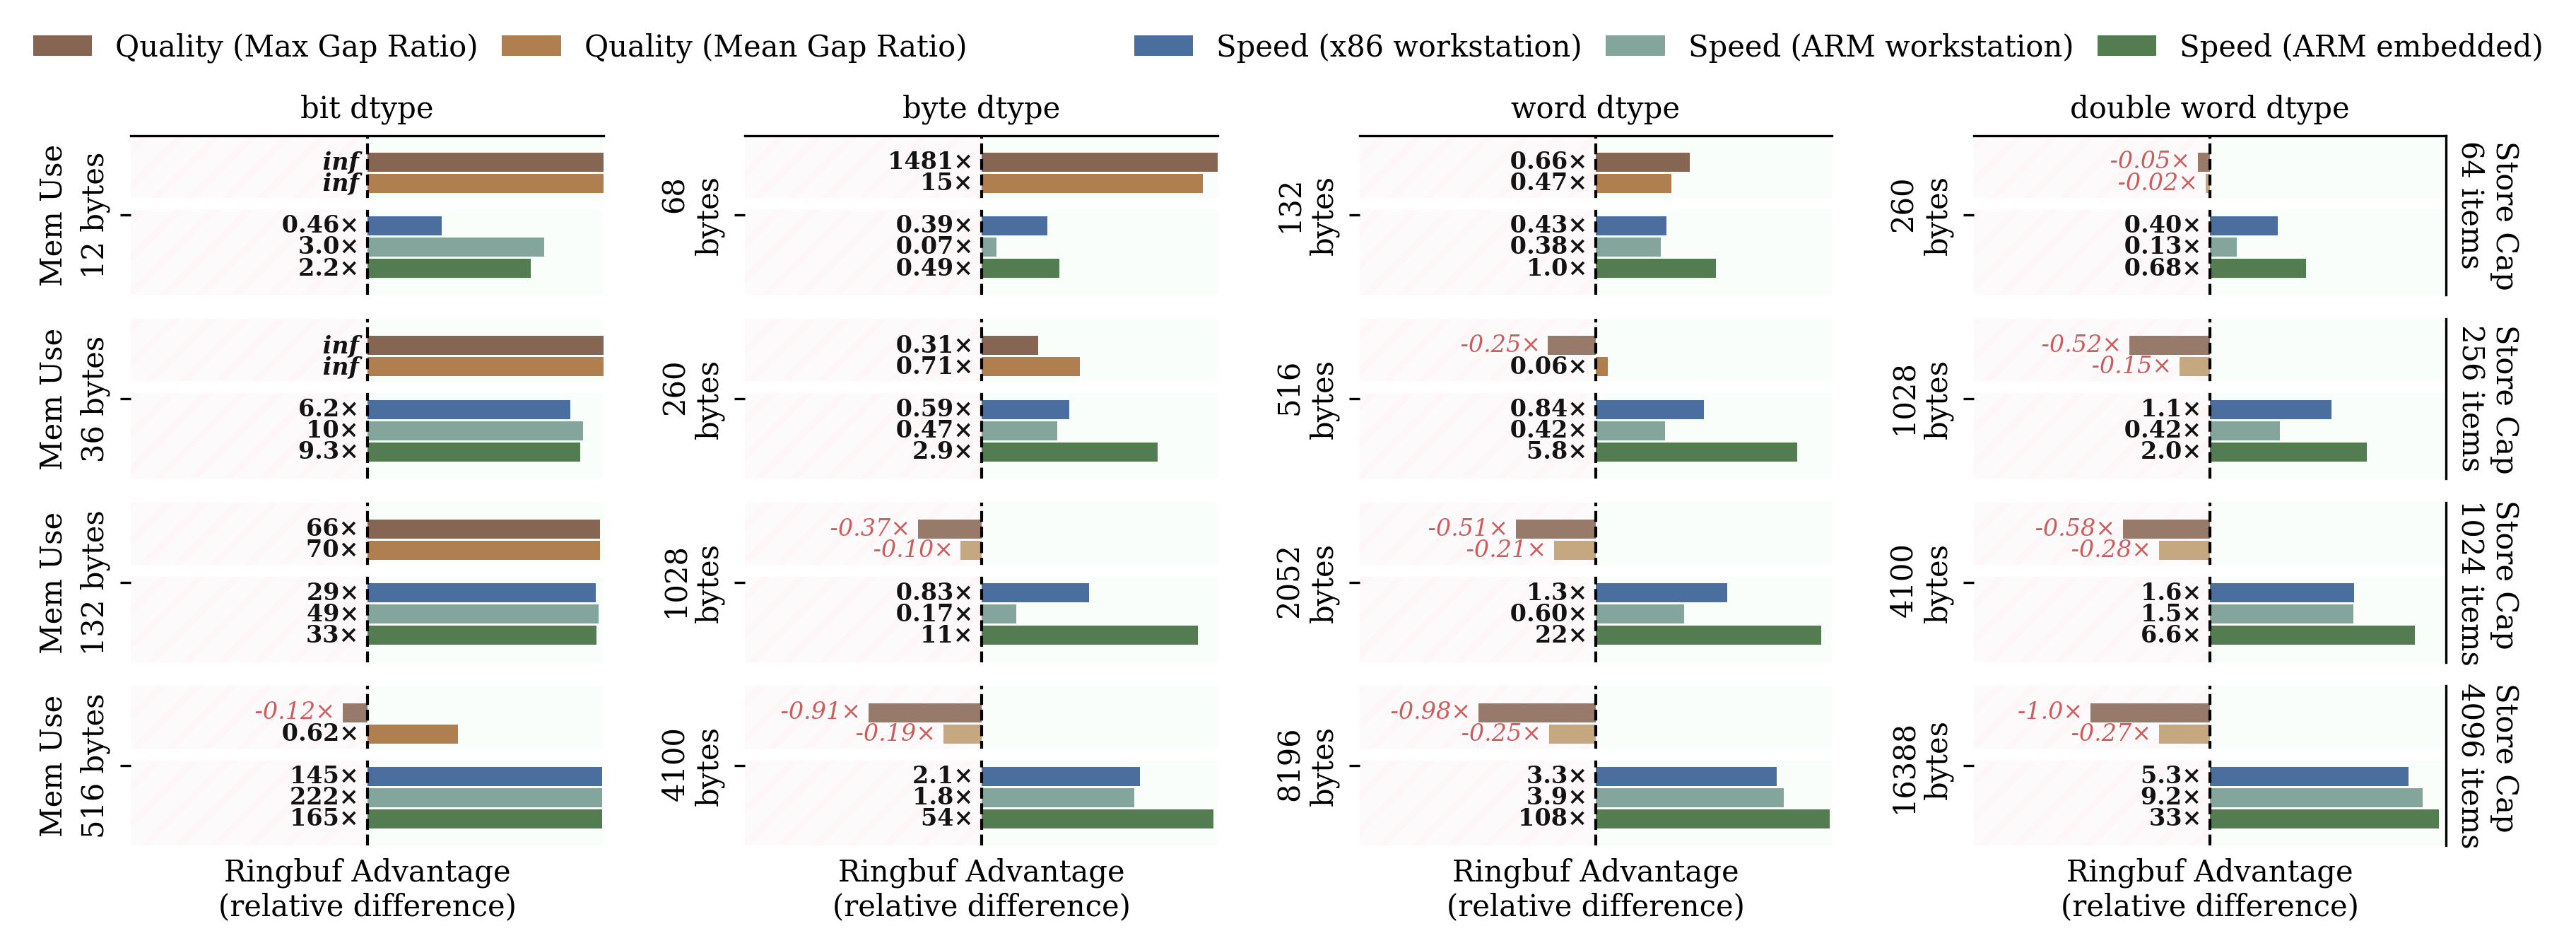 Quality (Max Gap Ratio)
Quality (Mean Gap Ratio)
Speed (x86 workstation)
Speed (ARM workstation)
Speed (ARM embedded)
bit dtype
byte dtype
word dtype
double word dtype
Mem Use
12 bytes
inf
inf
0.46×
3.0×
2.2×
68
bytes
1481×
15×
0.39×
0.07×
0.49×
132
bytes
0.66×
0.47×
0.43×
0.38×
1.0×
260
bytes
-0.05×
-0.02×
0.40×
0.13×
0.68×
Store Cap
64 items
Mem Use
36 bytes
inf
inf
6.2×
10×
9.3×
260
bytes
0.31×
0.71×
0.59×
0.47×
2.9×
516
bytes
-0.25×
0.06×
0.84×
0.42×
5.8×
1028
bytes
-0.52×
-0.15×
1.1×
0.42×
2.0×
Store Cap
256 items
Mem Use
132 bytes
66×
70×
29×
49×
33×
1028
bytes
-0.37×
-0.10×
0.83×
0.17×
11×
2052
bytes
-0.51×
-0.21×
1.3×
0.60×
22×
4100
bytes
-0.58×
-0.28×
1.6×
1.5×
6.6×
Store Cap
1024 items
Mem Use
516 bytes
-0.12×
0.62×
145×
222×
165×
4100
bytes
-0.91×
-0.19×
2.1×
1.8×
54×
8196
bytes
-0.98×
-0.25×
3.3×
3.9×
108×
16388
bytes
-1.0×
-0.27×
5.3×
9.2×
33×
Store Cap
4096 items
Ringbuf Advantage
(relative difference)
Ringbuf Advantage
(relative difference)
Ringbuf Advantage
(relative difference)
Ringbuf Advantage
(relative difference)